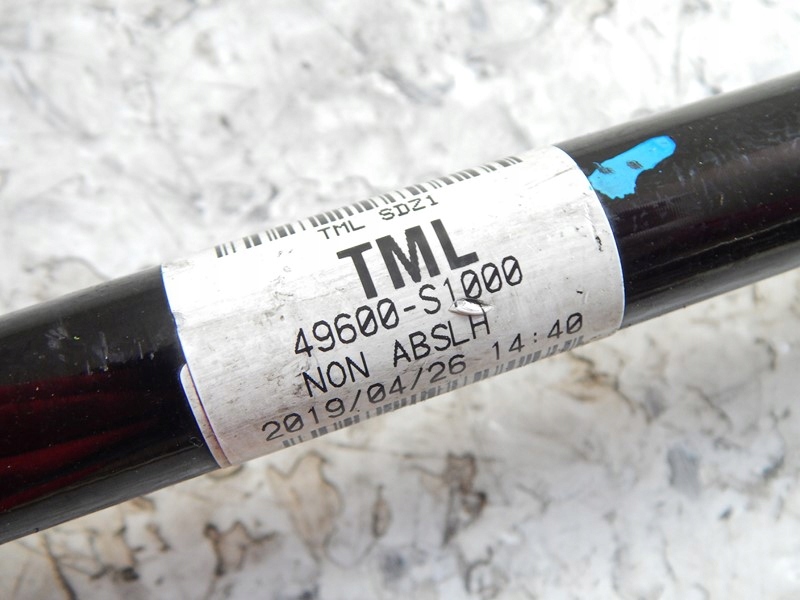 TML SDZ1
TML
49600-S1000
NON ABSLH
2019/04/26 14:40